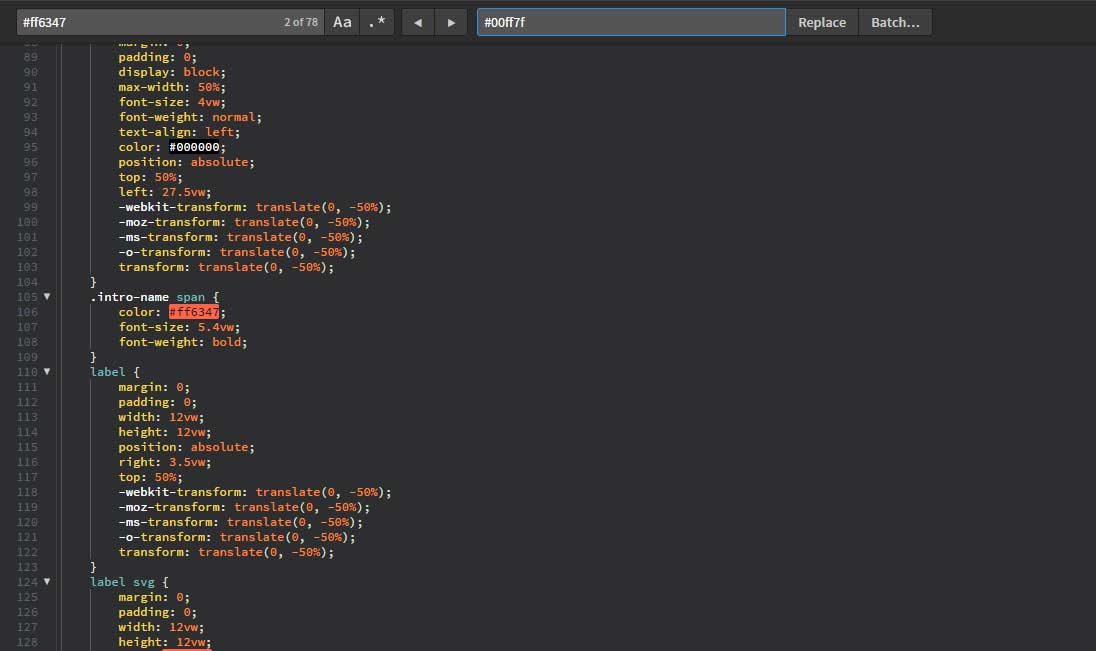 #ff6347 2 of 78 Aa .* ◀ ▶ #00ff7f Replace Batch...
88 margin: 0;
89 padding: 0;
90 display: block;
91 max-width: 50%;
92 font-size: 4vw;
93 font-weight: normal;
94 text-align: left;
95 color: #000000;
96 position: absolute;
97 top: 50%;
98 left: 27.5vw;
99 -webkit-transform: translate(0, -50%);
100 -moz-transform: translate(0, -50%);
101 -ms-transform: translate(0, -50%);
102 -o-transform: translate(0, -50%);
103 transform: translate(0, -50%);
104 }
105 ▼ .intro-name span {
106 color: #ff6347;
107 font-size: 5.4vw;
108 font-weight: bold;
109 }
110 ▼ label {
111 margin: 0;
112 padding: 0;
113 width: 12vw;
114 height: 12vw;
115 position: absolute;
116 right: 3.5vw;
117 top: 50%;
118 -webkit-transform: translate(0, -50%);
119 -moz-transform: translate(0, -50%);
120 -ms-transform: translate(0, -50%);
121 -o-transform: translate(0, -50%);
122 transform: translate(0, -50%);
123 }
124 ▼ label svg {
125 margin: 0;
126 padding: 0;
127 width: 12vw;
128 height: 12vw;